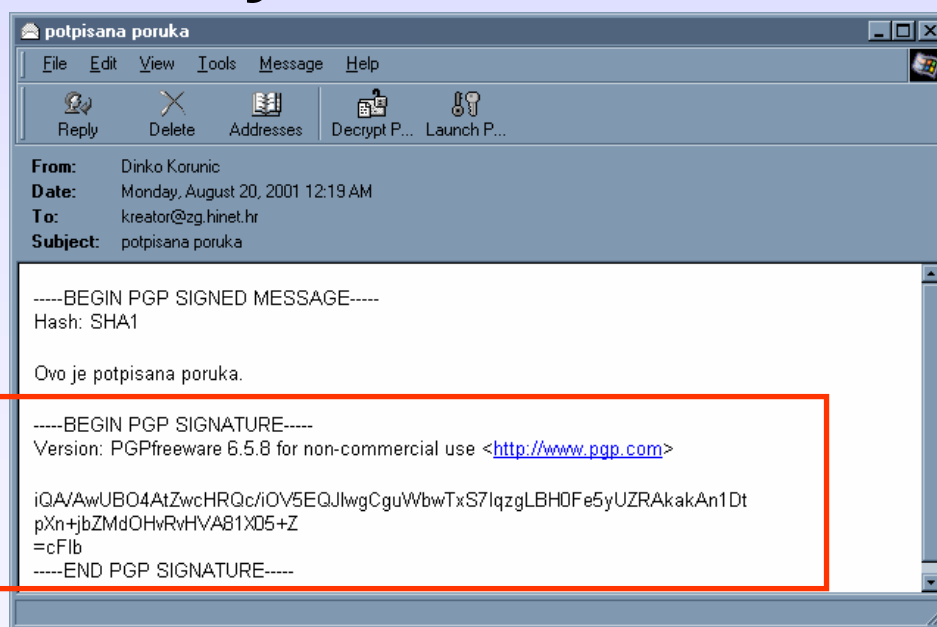 potpisana poruka
File Edit View Tools Message Help
Reply Delete Addresses Decrypt P... Launch P...
From: Dinko Korunic
Date: Monday, August 20, 2001 12:19 AM
To: kreator@zg.hinet.hr
Subject: potpisana poruka
-----BEGIN PGP SIGNED MESSAGE-----
Hash: SHA1
Ovo je potpisana poruka.
-----BEGIN PGP SIGNATURE-----
Version: PGPfreeware 6.5.8 for non-commercial use <http://www.pgp.com>
iQA/AwUBO4AtZwcHRQc/iOV5EQJIwgCguWbwTxS7IqzgLBH0Fe5yUZRAkakAn1Dt
pXn+jbZMdOHvRvHVA81X05+Z
=cFIb
-----END PGP SIGNATURE-----